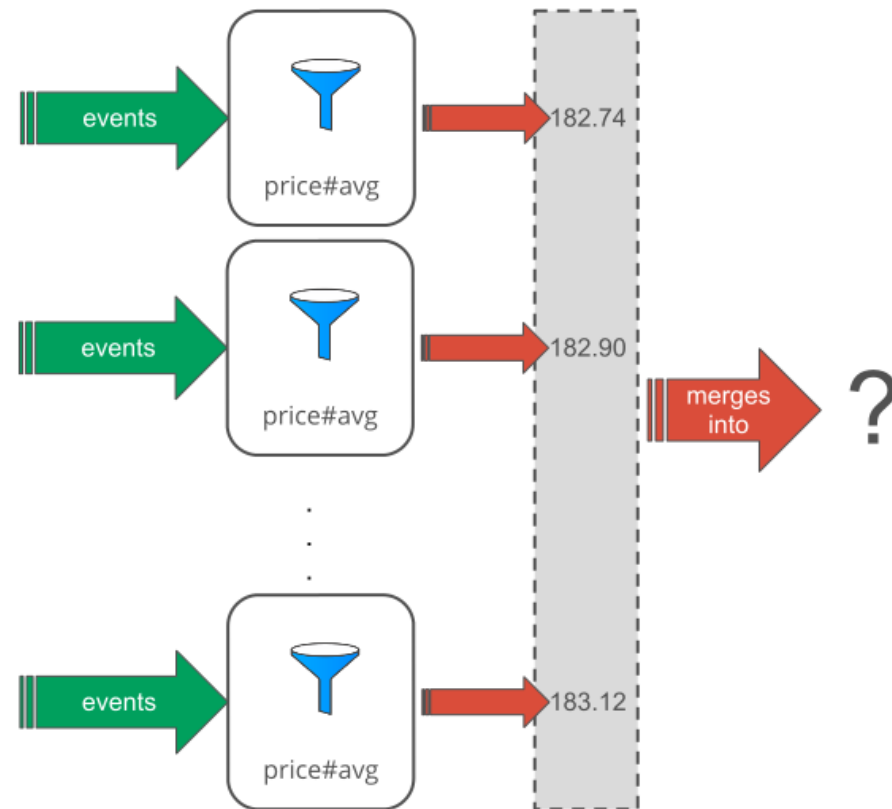 events
price#avg
182.74
events
price#avg
182.90
merges
into
?
.
.
.
events
price#avg
183.12